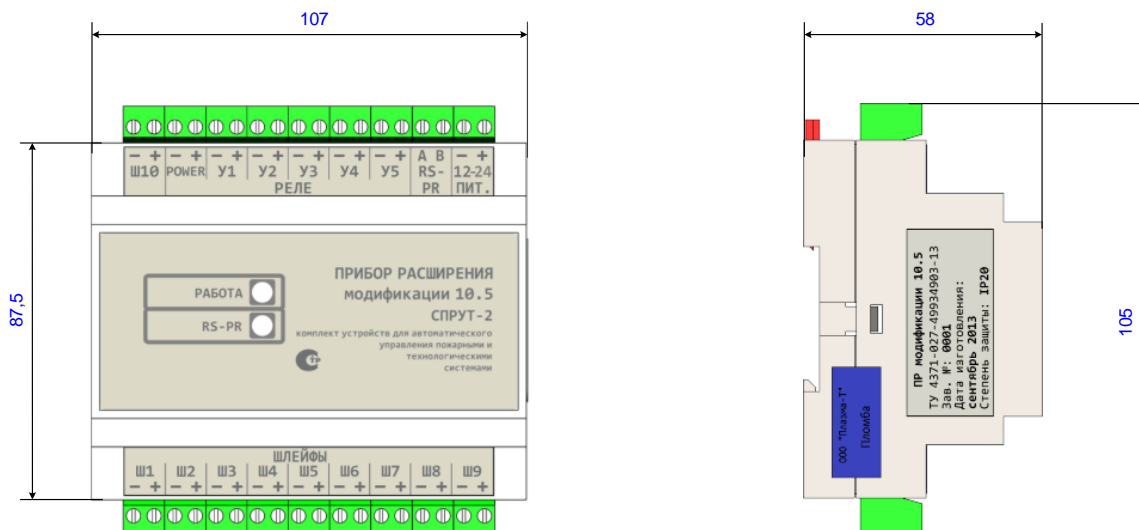 107
58
87,5
105
- + - + - + - + - + - + - + A B - +
Ш10 POWER У1 У2 У3 У4 У5 RS- 12-24
РЕЛЕ PR ПИТ.
РАБОТА
RS-PR
ПРИБОР РАСШИРЕНИЯ
модификации 10.5
СПРУТ-2
комплект устройств для автоматического
управления пожарными и
технологическими
системами
ШЛЕЙФЫ
Ш1 Ш2 Ш3 Ш4 Ш5 Ш6 Ш7 Ш8 Ш9
- + - + - + - + - + - + - + - + - +
ПР модификации 10.5
ТУ 4371-027-49934903-13
Зав. №: 0001
Дата изготовления:
сентябрь 2013
Степень защиты: IP20
ООО "Плазма-Т"
Пломба